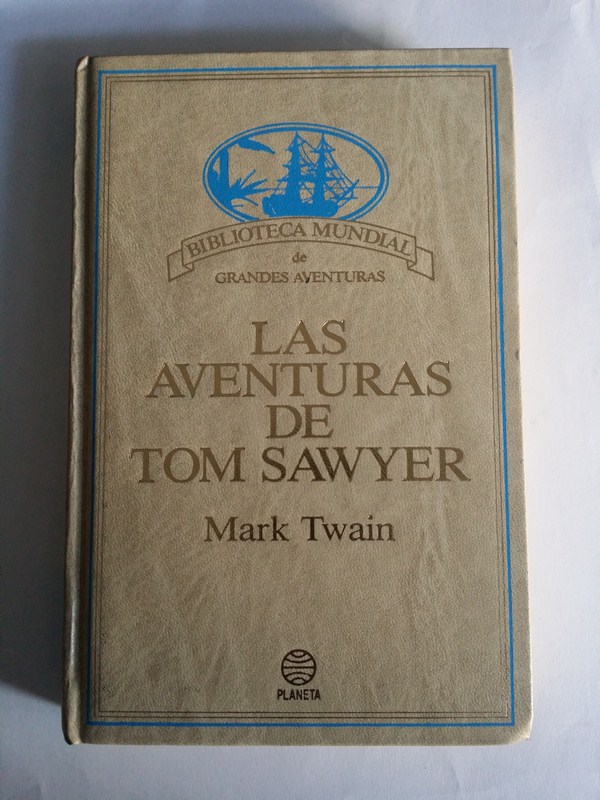 BIBLIOTECA MUNDIAL
de
GRANDES AVENTURAS
LAS
AVENTURAS
DE
TOM SAWYER
Mark Twain
PLANETA